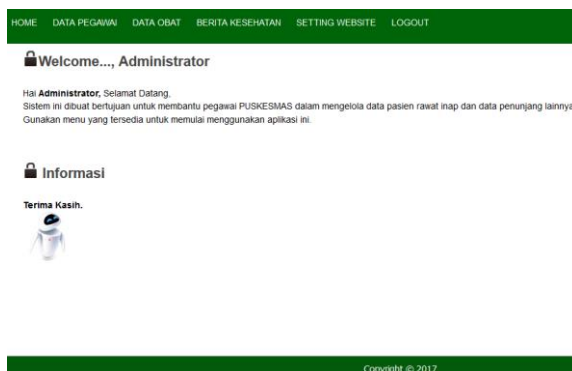 HOME DATA PEGAWAI DATA OBAT BERITA KESEHATAN SETTING WEBSITE LOGOUT
Welcome..., Administrator
Hai Administrator, Selamat Datang.
Sistem ini dibuat bertujuan untuk membantu pegawai PUSKESMAS dalam mengelola data pasien rawat inap dan data penunjang lainnya
Gunakan menu yang tersedia untuk memulai menggunakan aplikasi ini.
Informasi
Terima Kasih.
Copyright © 2017